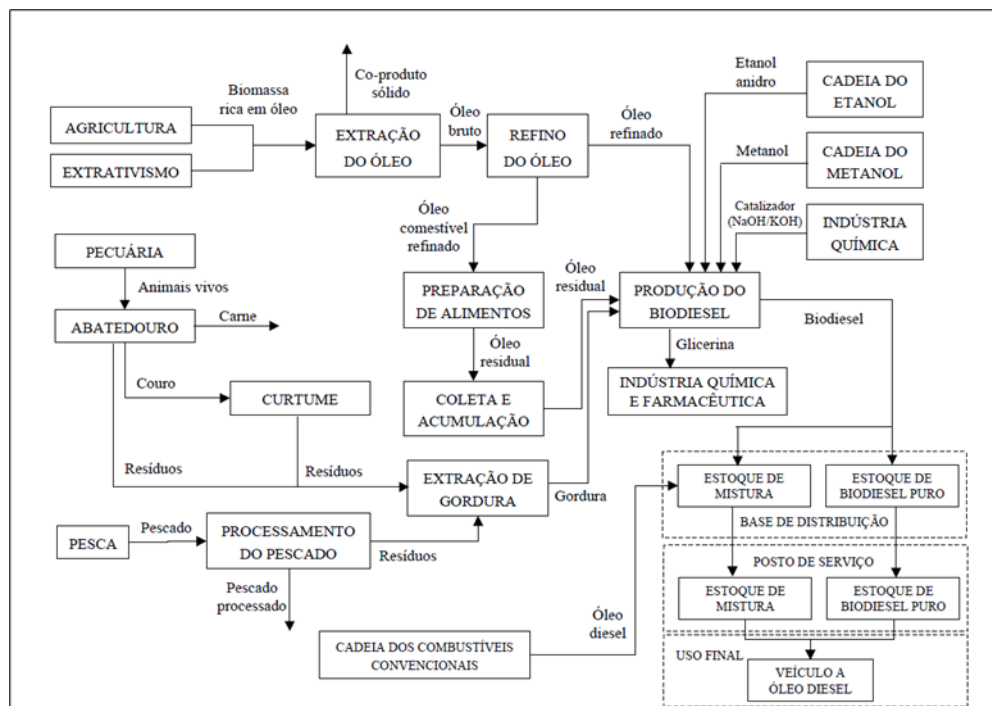 Co-produto
sólido
Biomassa
rica em óleo
AGRICULTURA
EXTRATIVISMO
EXTRAÇÃO
DO ÓLEO
Óleo
bruto
REFINO
DO ÓLEO
Óleo
refinado
Etanol
anidro
CADEIA DO
ETANOL
Metanol
CADEIA DO
METANOL
Catalizador
(NaOH/KOH)
INDÚSTRIA
QUÍMICA
Óleo
comestível
refinado
PECUÁRIA
Animais vivos
ABATEDOURO
Carne
PREPARAÇÃO
DE ALIMENTOS
Óleo
residual
PRODUÇÃO DO
BIODIESEL
Biodiesel
Óleo
residual
Glicerina
INDÚSTRIA QUÍMICA
E FARMACÊUTICA
Couro
CURTUME
COLETA E
ACUMULAÇÃO
Resíduos
Resíduos
EXTRAÇÃO DE
GORDURA
Gordura
ESTOQUE DE
MISTURA
ESTOQUE DE
BIODIESEL PURO
BASE DE DISTRIBUIÇÃO
PESCA
Pescado
PROCESSAMENTO
DO PESCADO
Resíduos
Pescado
processado
POSTO DE SERVIÇO
ESTOQUE DE
MISTURA
ESTOQUE DE
BIODIESEL PURO
Óleo
diesel
CADEIA DOS COMBUSTÍVEIS
CONVENCIONAIS
USO FINAL
VEÍCULO A
ÓLEO DIESEL